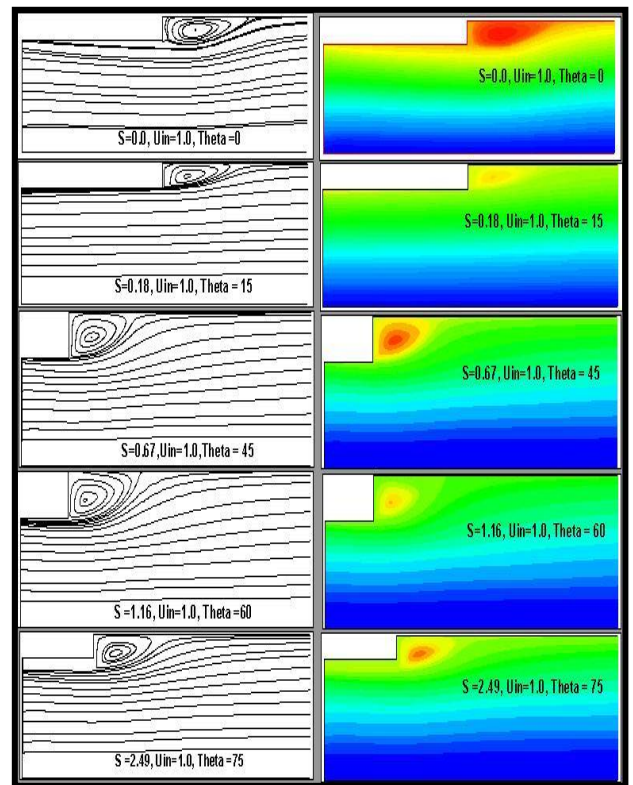 S=0.0, Uin=1.0, Theta =0
S=0.0, Uin=1.0, Theta = 0
S=0.18, Uin=1.0, Theta = 15
S=0.18, Uin=1.0, Theta = 15
S=0.67, Uin=1.0,Theta = 45
S=0.67, Uin=1.0, Theta = 45
S =1.16, Uin=1.0, Theta =60
S=1.16, Uin=1.0, Theta = 60
S =2.49, Uin=1.0, Theta =75
S =2.49, Uin=1.0, Theta = 75